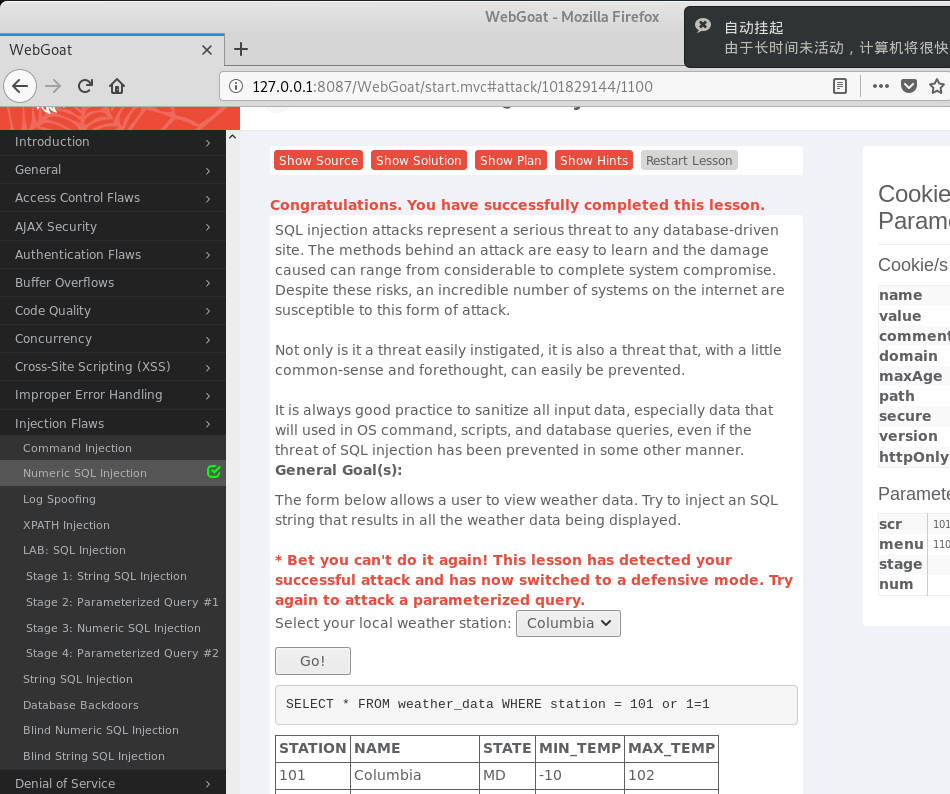 WebGoat - Mozilla Firefox
自动挂起
由于长时间未活动，计算机将很快
WebGoat
127.0.0.1:8087/WebGoat/start.mvc#attack/101829144/1100
Introduction
General
Access Control Flaws
AJAX Security
Authentication Flaws
Buffer Overflows
Code Quality
Concurrency
Cross-Site Scripting (XSS)
Improper Error Handling
Injection Flaws
Command Injection
Numeric SQL Injection
Log Spoofing
XPATH Injection
LAB: SQL Injection
Stage 1: String SQL Injection
Stage 2: Parameterized Query #1
Stage 3: Numeric SQL Injection
Stage 4: Parameterized Query #2
String SQL Injection
Database Backdoors
Blind Numeric SQL Injection
Blind String SQL Injection
Denial of Service
Show Source Show Solution Show Plan Show Hints Restart Lesson
Congratulations. You have successfully completed this lesson.
SQL injection attacks represent a serious threat to any database-driven
site. The methods behind an attack are easy to learn and the damage
caused can range from considerable to complete system compromise.
Despite these risks, an incredible number of systems on the internet are
susceptible to this form of attack.
Not only is it a threat easily instigated, it is also a threat that, with a little
common-sense and forethought, can easily be prevented.
It is always good practice to sanitize all input data, especially data that
will used in OS command, scripts, and database queries, even if the
threat of SQL injection has been prevented in some other manner.
General Goal(s):
The form below allows a user to view weather data. Try to inject an SQL
string that results in all the weather data being displayed.
* Bet you can't do it again! This lesson has detected your
successful attack and has now switched to a defensive mode. Try
again to attack a parameterized query.
Select your local weather station: Columbia
Go!
SELECT * FROM weather_data WHERE station = 101 or 1=1
STATION NAME STATE MIN_TEMP MAX_TEMP
101 Columbia MD -10 102
Cookie
Param
Cookie/s
name
value
comment
domain
maxAge
path
secure
version
httpOnly
Paramet
scr 101
menu 110
stage
num